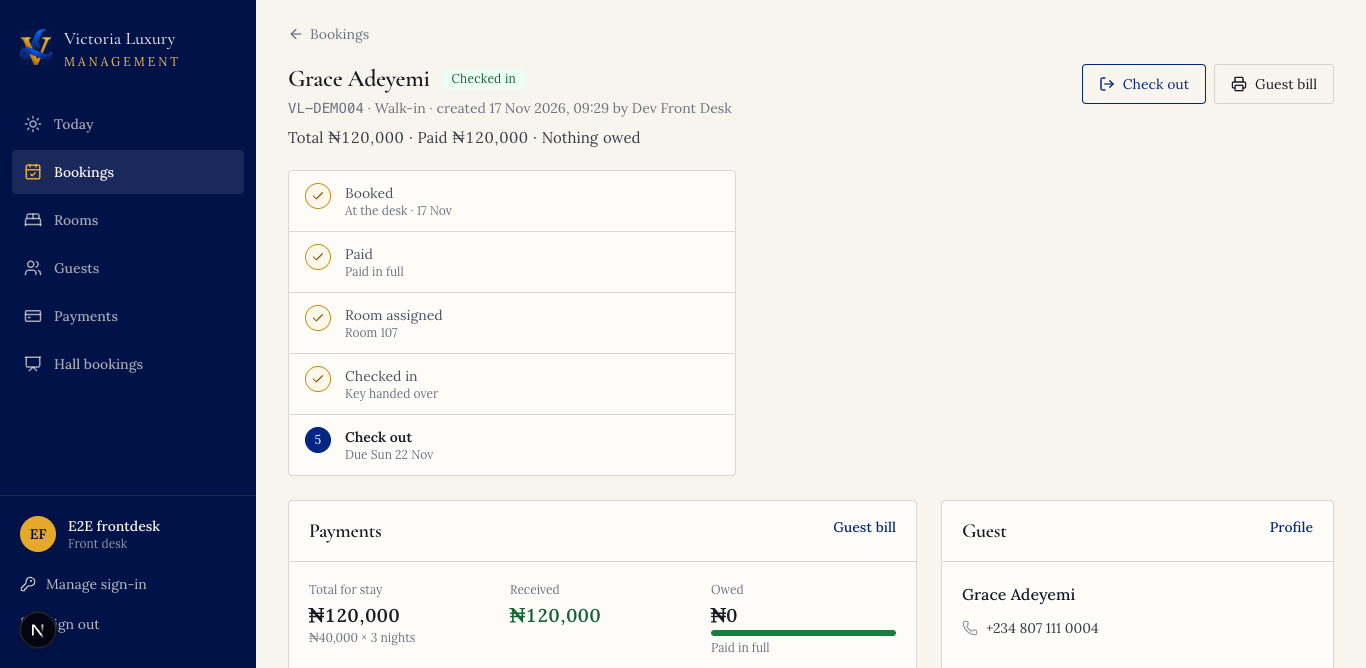 Victoria Luxury
MANAGEMENT
Today
Bookings
Rooms
Guests
Payments
Hall bookings
EF
E2E frontdesk
Front desk
Manage sign-in
N
ign out
Bookings
Grace Adeyemi
Checked in
Check out
Guest bill
VL-DEMO04 · Walk-in · created 17 Nov 2026, 09:29 by Dev Front Desk
Total ₦120,000 · Paid ₦120,000 · Nothing owed
Booked
At the desk · 17 Nov
Paid
Paid in full
Room assigned
Room 107
Checked in
Key handed over
5
Check out
Due Sun 22 Nov
Payments
Guest bill
Total for stay
₦120,000
₦40,000 × 3 nights
Received
₦120,000
Owed
₦0
Paid in full
Guest
Profile
Grace Adeyemi
+234 807 111 0004